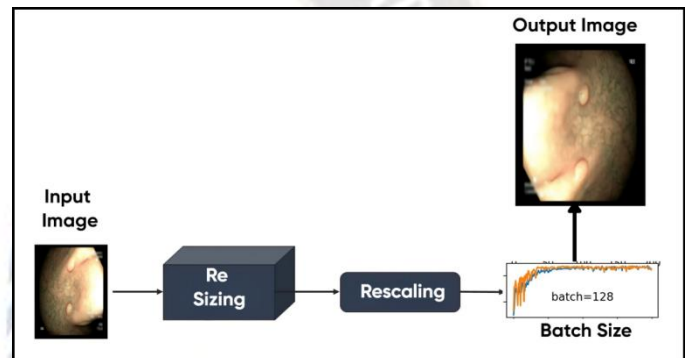 Output Image
Input
Image
Re
Sizing
Rescaling
batch=128
Batch Size